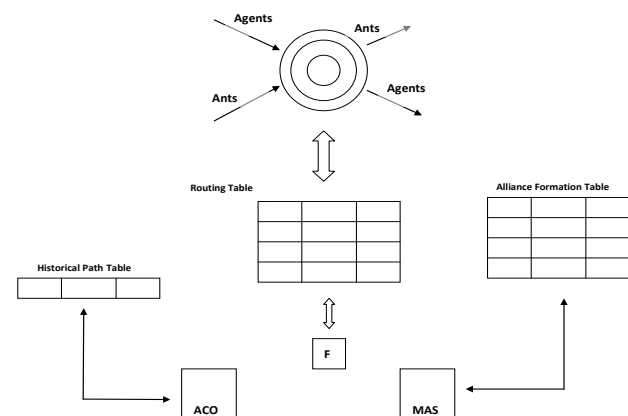 Agents
Ants
Agents
Ants
Routing Table
Alliance Formation Table
Historical Path Table
F
ACO
MAS